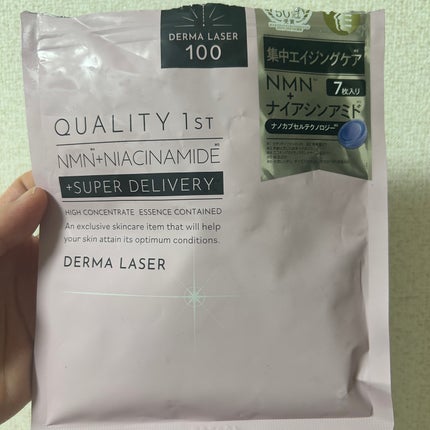 DERMA LASER
100
集中エイジングケア
NMN™
+
ナイアシンアミド
7枚入り
ナノカプセルテクノロジー
QUALITY 1ST
NMN+NIACINAMIDE
+SUPER DELIVERY
HIGH CONCENTRATE ESSENCE CONTAINED
An exclusive skincare item that will help
your skin attain its optimum conditions.
DERMA LASER